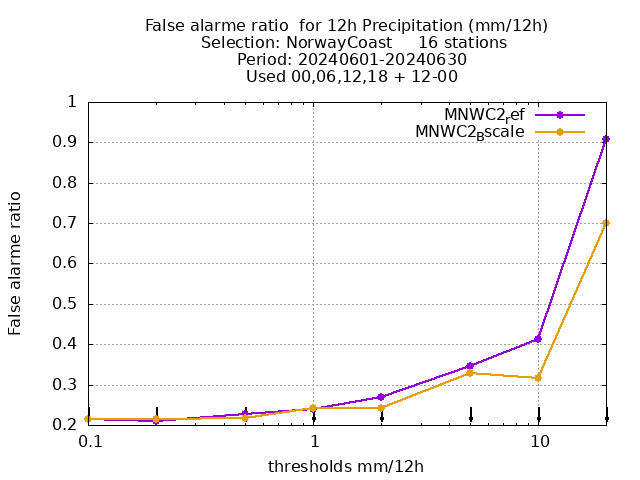 False alarme ratio  for 12h Precipitation (mm/12h)
Selection: NorwayCoast     16 stations
Period: 20240601-20240630
Used 00,06,12,18 + 12-00
MNWC2ref
MNWC2Bscale
1
0.9
0.8
0.7
0.6
0.5
0.4
0.3
0.2
False alarme ratio
0.1 1 10
thresholds mm/12h